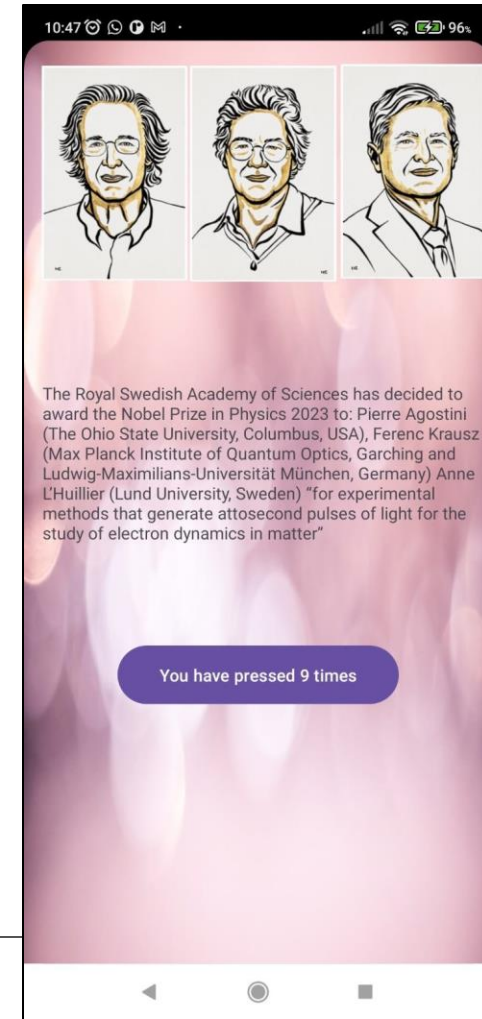 10:47
96%
The Royal Swedish Academy of Sciences has decided to
award the Nobel Prize in Physics 2023 to: Pierre Agostini
(The Ohio State University, Columbus, USA), Ferenc Krausz
(Max Planck Institute of Quantum Optics, Garching and
Ludwig-Maximilians-Universität München, Germany) Anne
L’Huillier (Lund University, Sweden) “for experimental
methods that generate attosecond pulses of light for the
study of electron dynamics in matter”
You have pressed 9 times